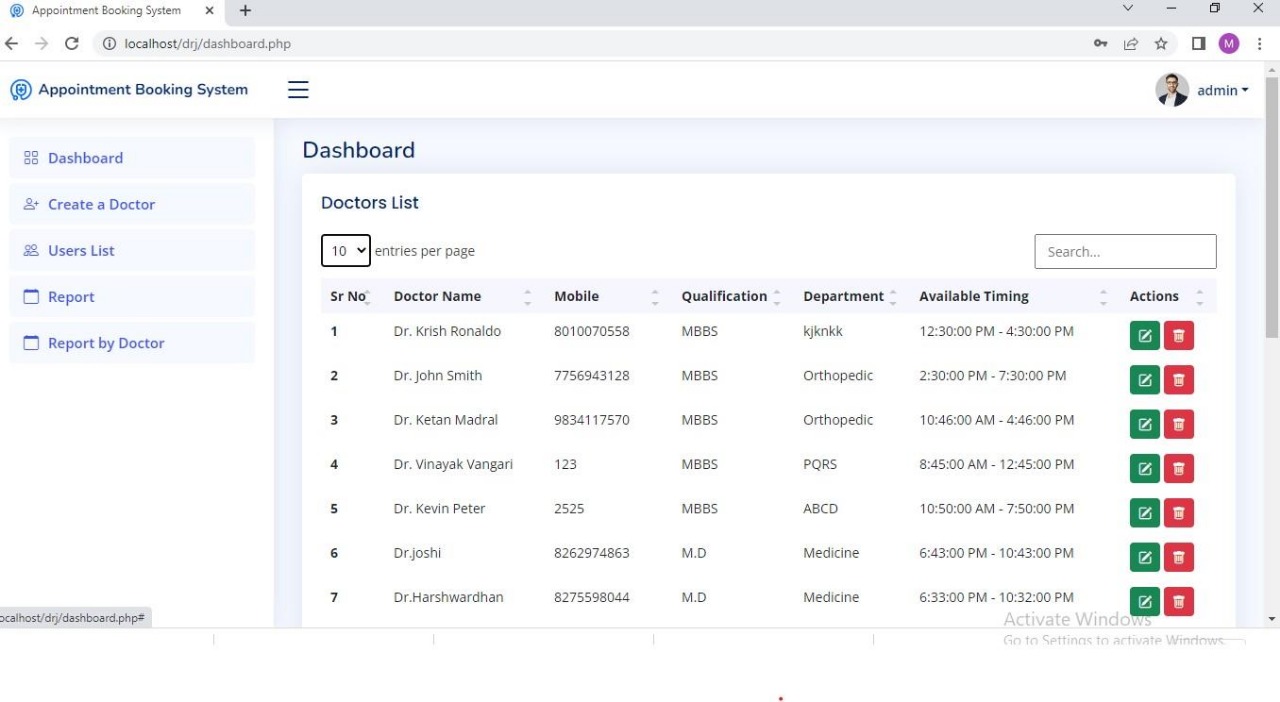 Appointment Booking System
localhost/drj/dashboard.php
M
Appointment Booking System
admin
Dashboard
Create a Doctor
Users List
Report
Report by Doctor
Dashboard
Doctors List
10 entries per page
Search...
Sr No Doctor Name Mobile Qualification Department Available Timing Actions
1 Dr. Krish Ronaldo 8010070558 MBBS kjknkk 12:30:00 PM - 4:30:00 PM
2 Dr. John Smith 7756943128 MBBS Orthopedic 2:30:00 PM - 7:30:00 PM
3 Dr. Ketan Madral 9834117570 MBBS Orthopedic 10:46:00 AM - 4:46:00 PM
4 Dr. Vinayak Vangari 123 MBBS PQRS 8:45:00 AM - 12:45:00 PM
5 Dr. Kevin Peter 2525 MBBS ABCD 10:50:00 AM - 7:50:00 PM
6 Dr.joshi 8262974863 M.D Medicine 6:43:00 PM - 10:43:00 PM
7 Dr.Harshwardhan 8275598044 M.D Medicine 6:33:00 PM - 10:32:00 PM
ocalhost/drj/dashboard.php#
Activate Windows
Go to Settings to activate Windows.